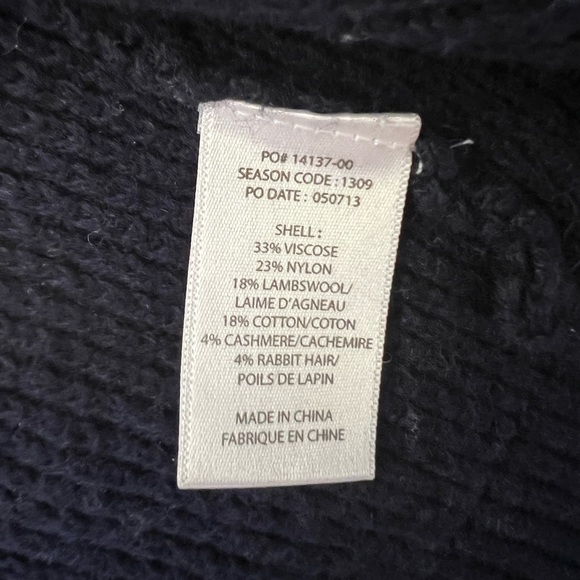 PO# 14137-00
SEASON CODE : 1309
PO DATE : 050713
SHELL :
33% VISCOSE
23% NYLON
18% LAMBSWOOL/
LAIME D'AGNEAU
18% COTTON/COTON
4% CASHMERE/CACHEMIRE
4% RABBIT HAIR/
POILS DE LAPIN
MADE IN CHINA
FABRIQUE EN CHINE